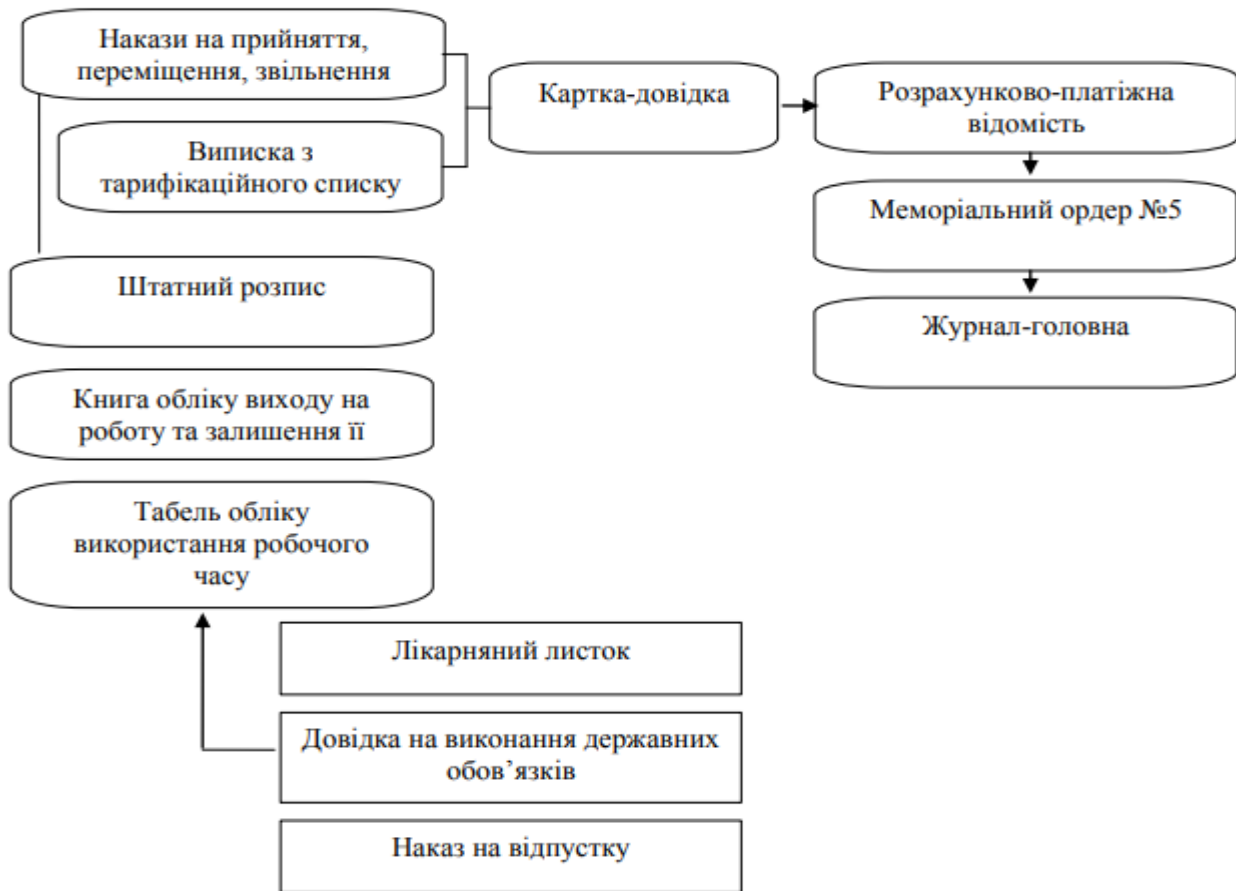 Накази на прийняття,
переміщення, звільнення
Картка-довідка
Розрахунково-платіжна
відомість
Виписка з
тарифікаційного списку
Меморіальний ордер №5
Штатний розпис
Журнал-головна
Книга обліку виходу на
роботу та залишення її
Табель обліку
використання робочого
часу
Лікарняний листок
Довідка на виконання державних
обов’язків
Наказ на відпустку